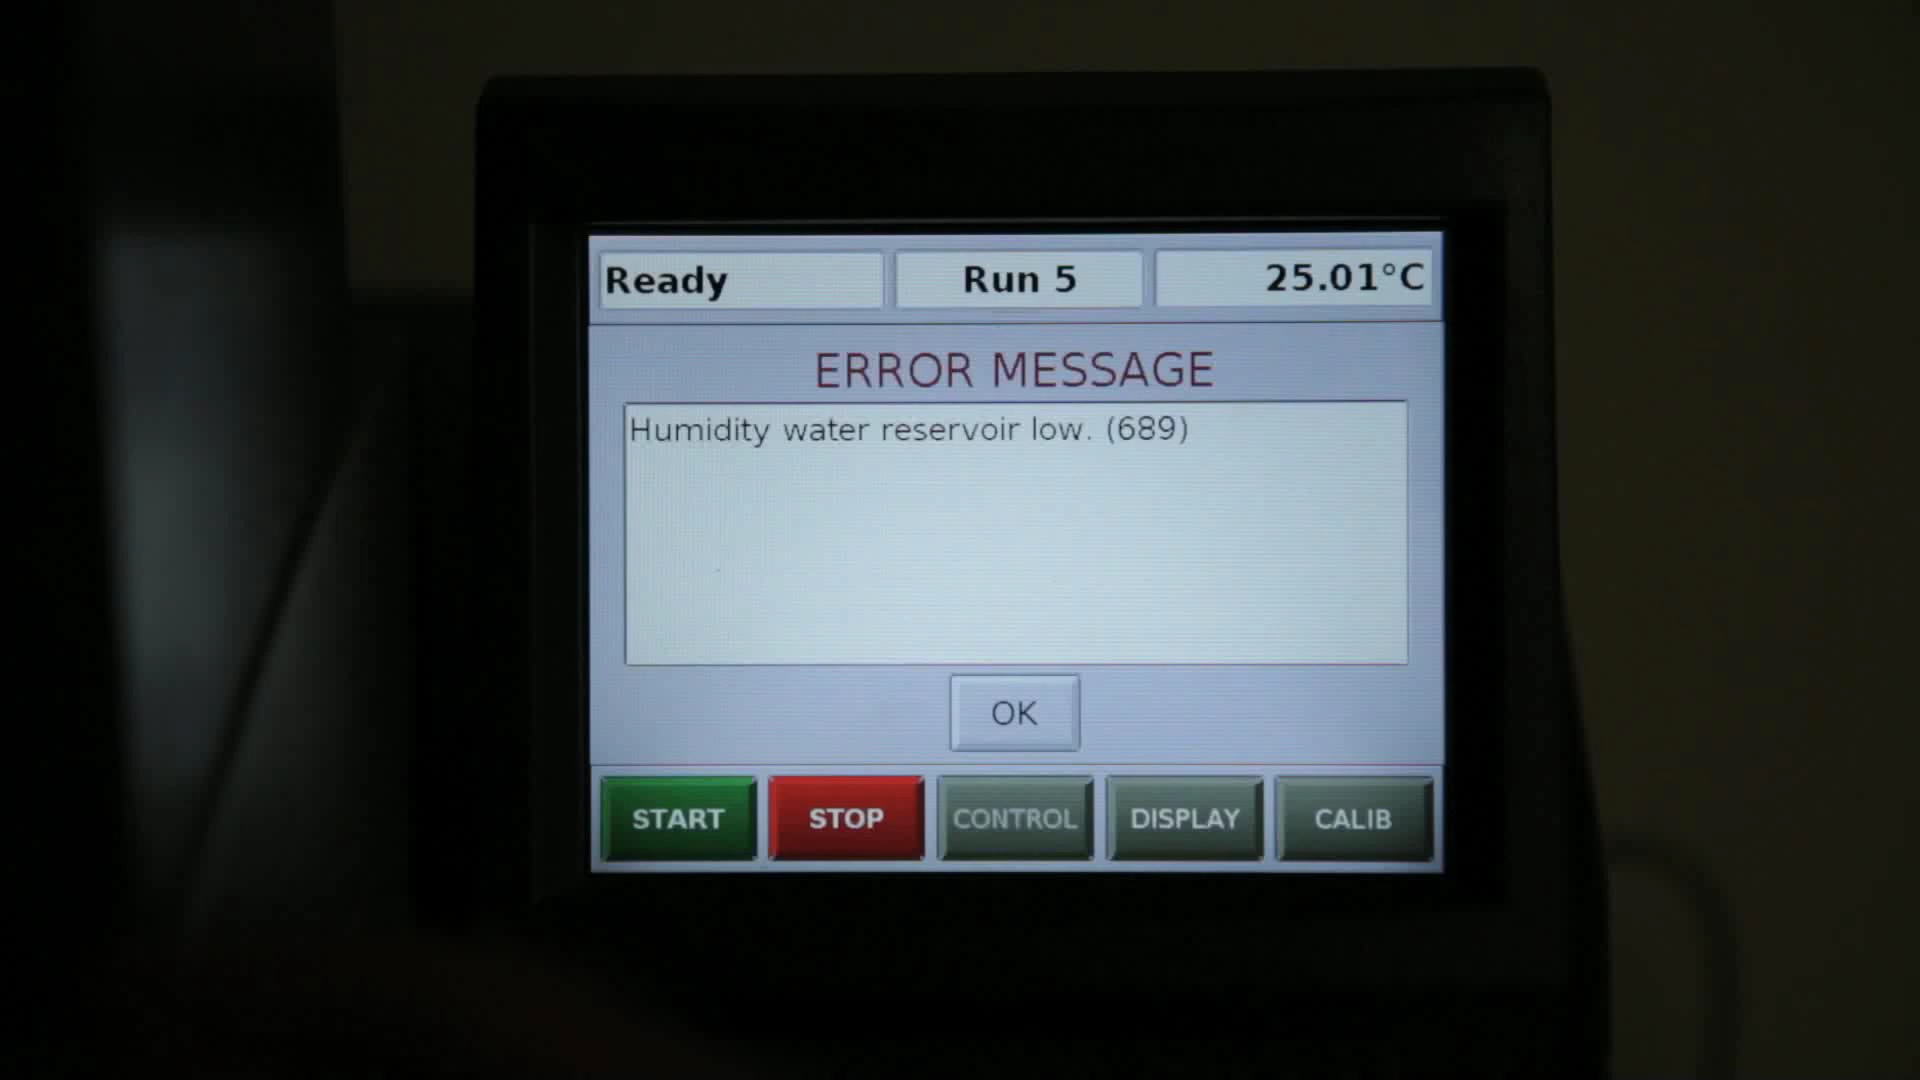 Ready Run 5 25.01°C
ERROR MESSAGE
Humidity water reservoir low. (689)
OK
START STOP CONTROL DISPLAY CALIB